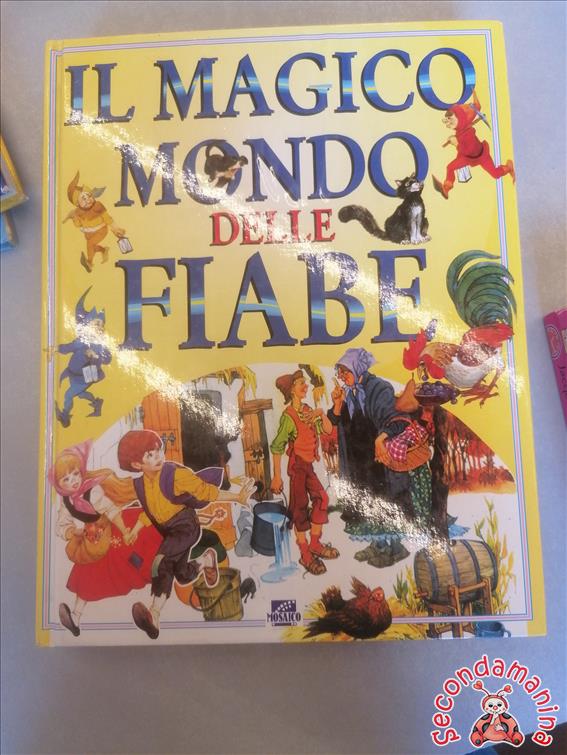 IL MAGICO
MONDO
DELLE
FIABE
MOSAICO
Secondamanina